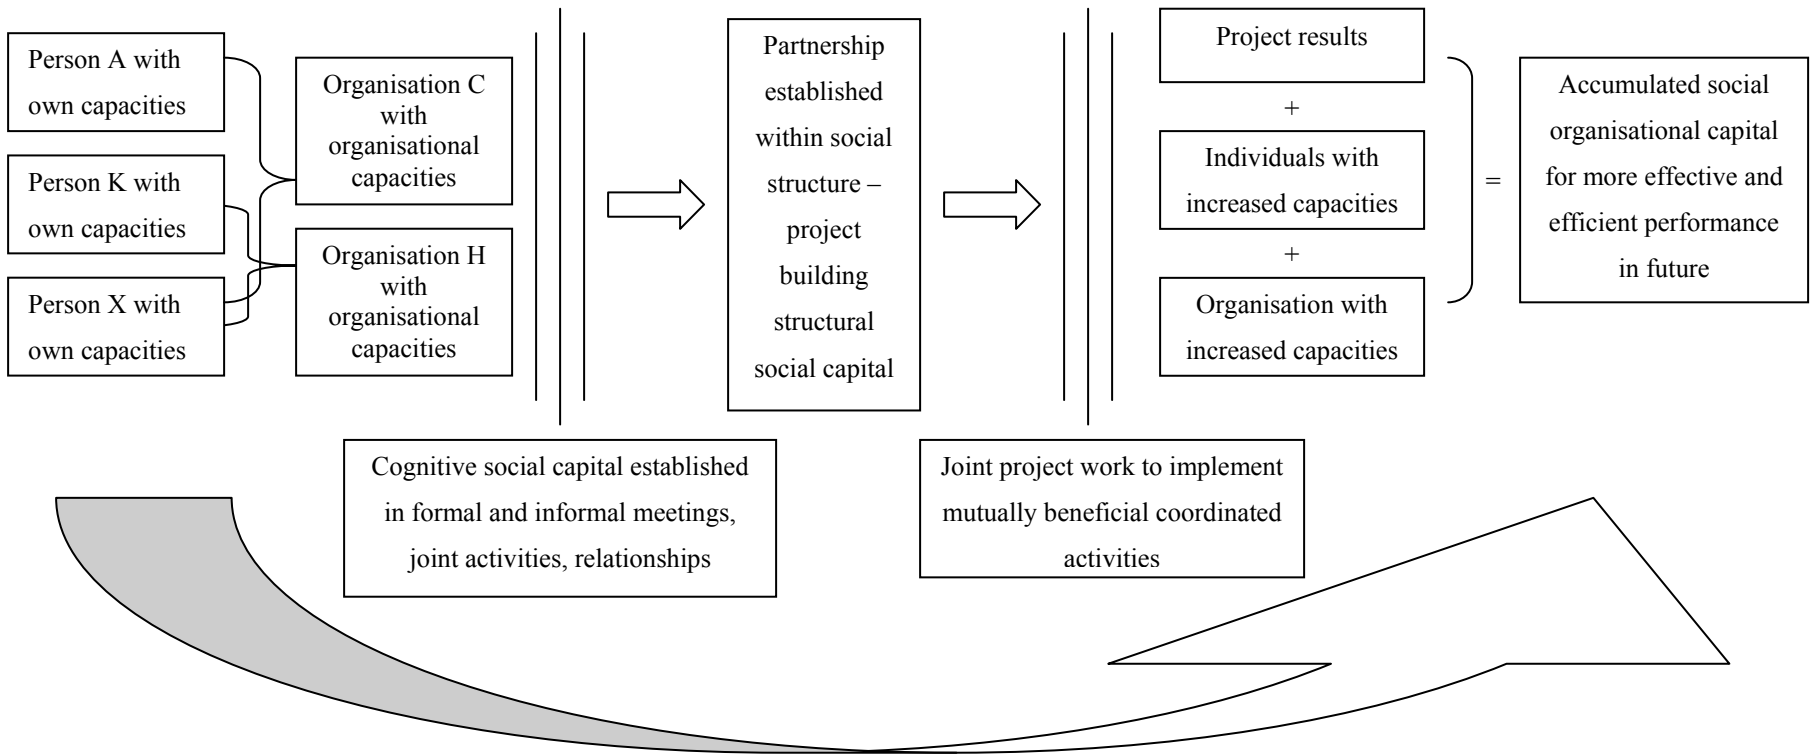 Person A with
own capacities
Person K with
own capacities
Person X with
own capacities
Organisation C
with
organisational
capacities
Organisation H
with
organisational
capacities
Partnership
established
within social
structure –
project
building
structural
social capital
Project results
+
Individuals with
increased capacities
+
Organisation with
increased capacities
=
Accumulated social
organisational capital
for more effective and
efficient performance
in future
Cognitive social capital established
in formal and informal meetings,
joint activities, relationships
Joint project work to implement
mutually beneficial coordinated
activities